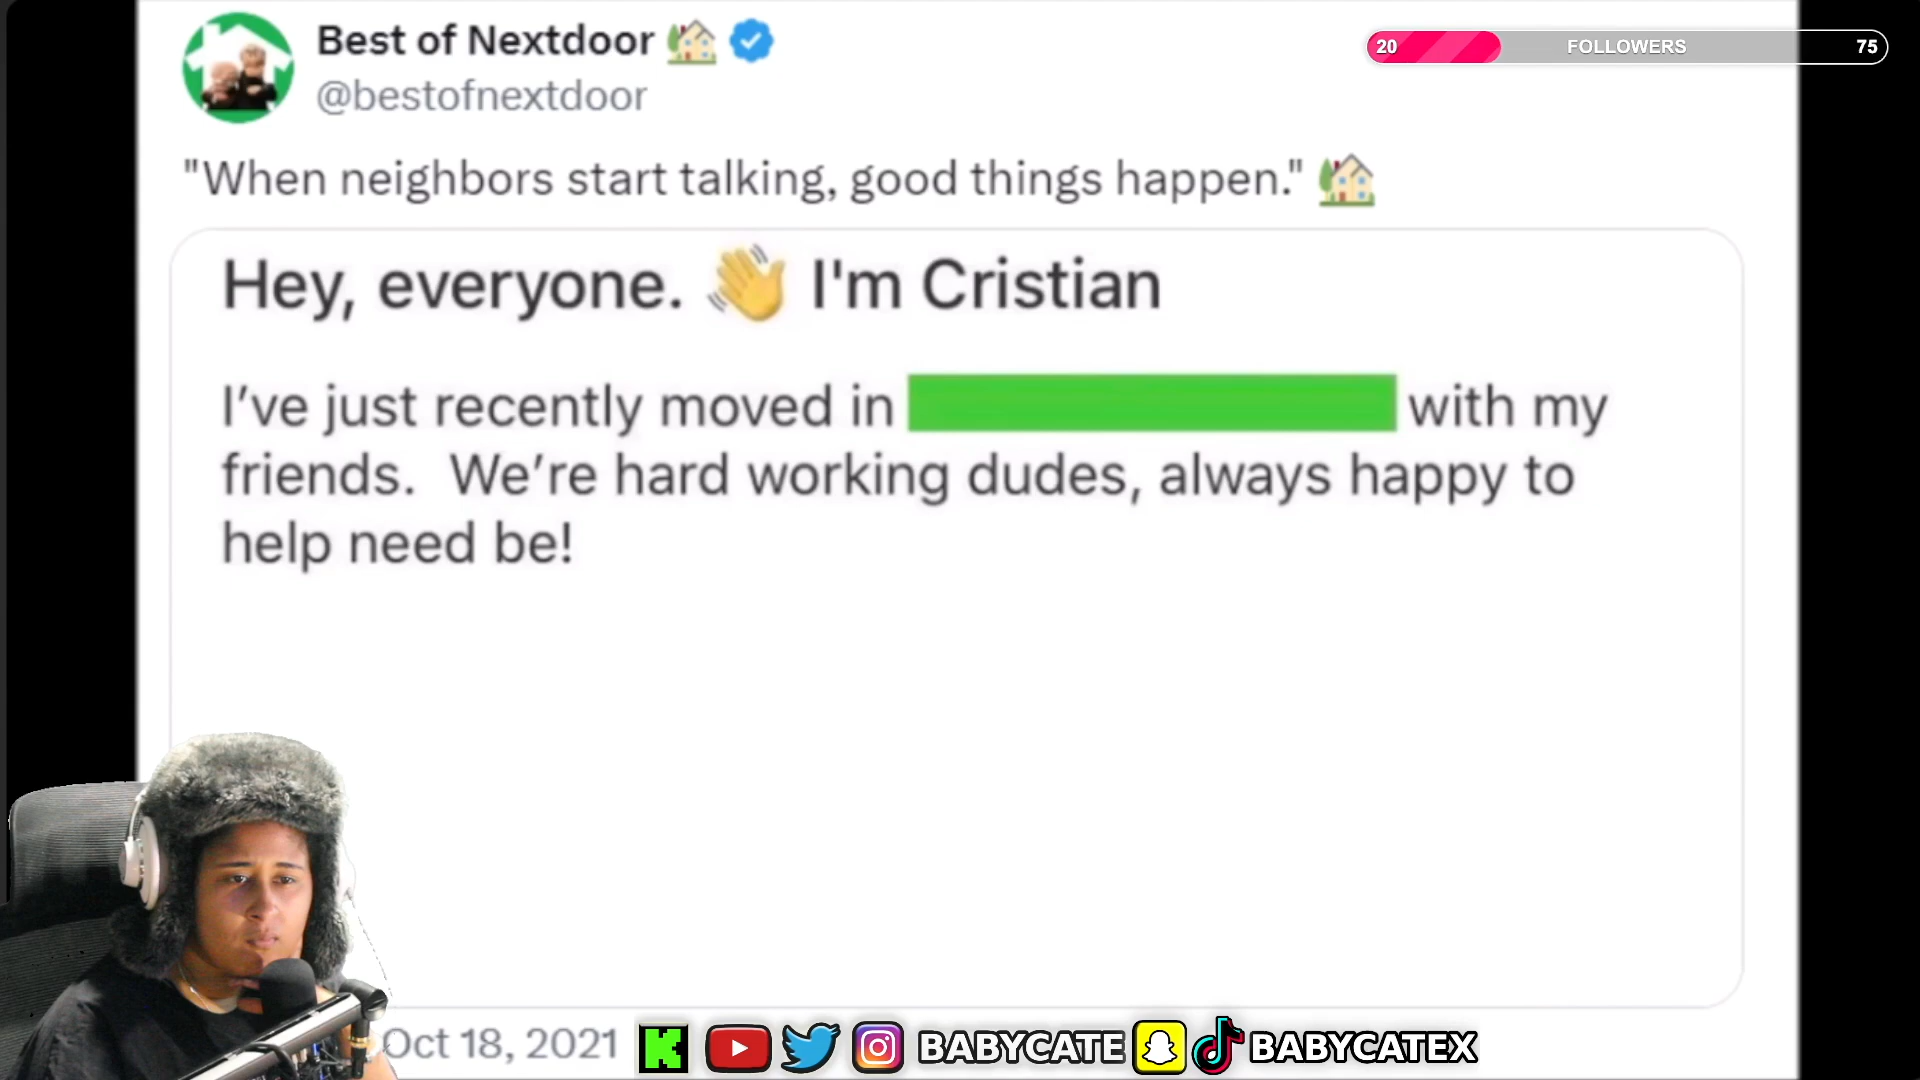 Best of Nextdoor
20 FOLLOWERS 75
@bestofnextdoor
"When neighbors start talking, good things happen."
Hey, everyone. 👋 I'm Cristian
I’ve just recently moved in with my
friends. We’re hard working dudes, always happy to
help need be!
Oct 18, 2021
BABYCATE BABYCATEX